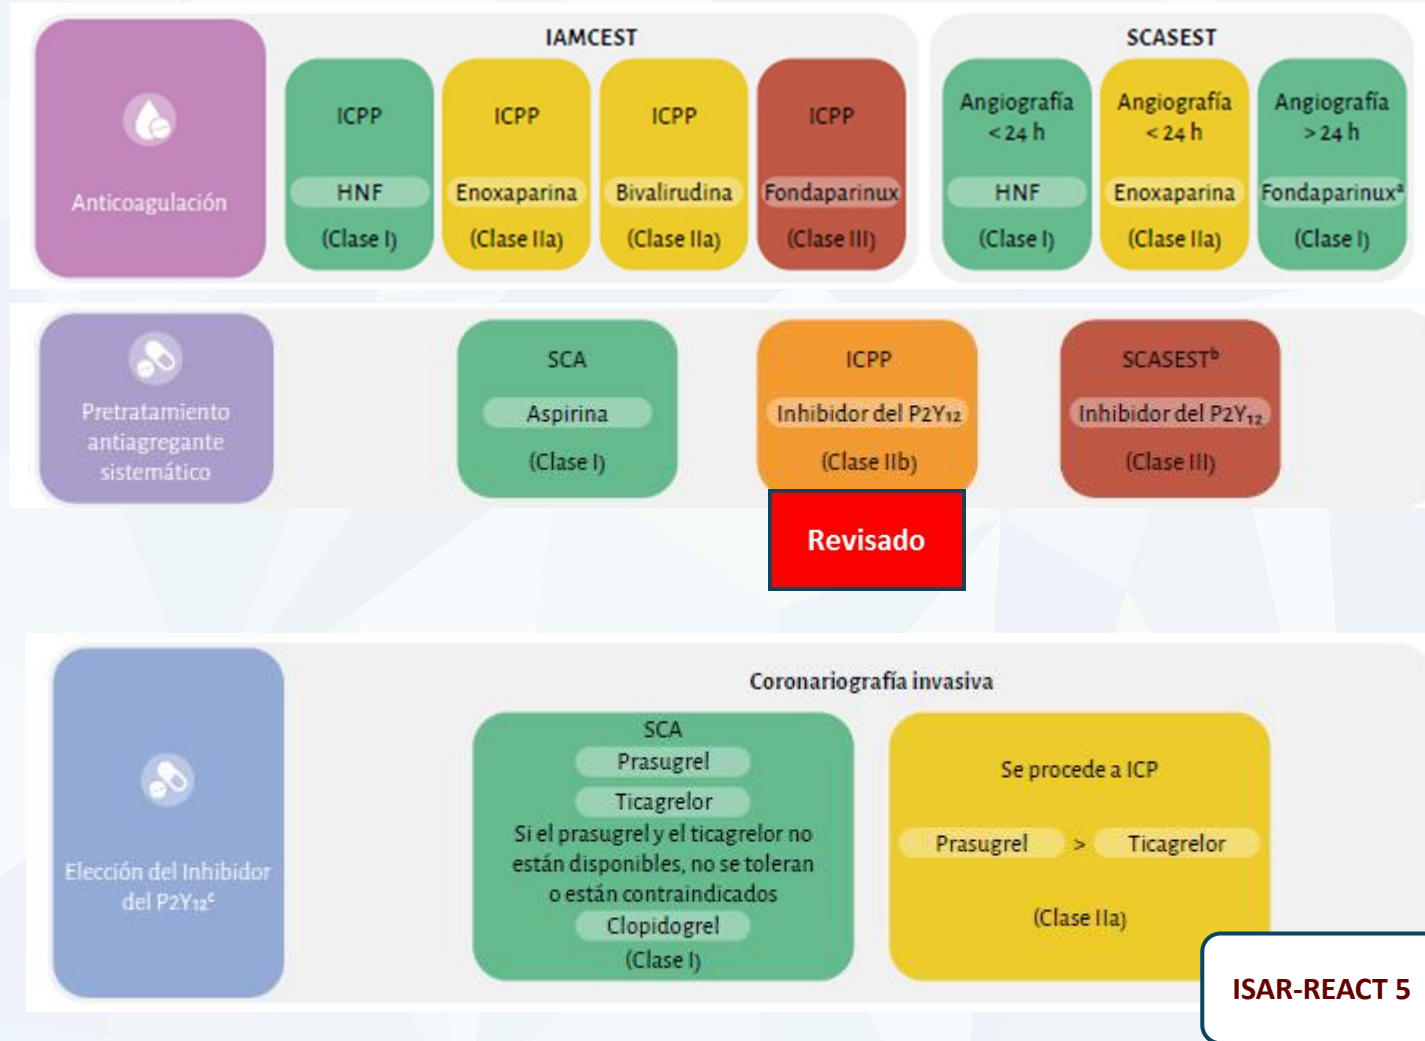 IAMCEST
SCASEST
Anticoagulación
ICPP
HNF
(Clase I)
ICPP
Enoxaparina
(Clase IIa)
ICPP
Bivalirudina
(Clase IIa)
ICPP
Fondaparinux
(Clase III)
Angiografía
< 24 h
HNF
(Clase I)
Angiografía
< 24 h
Enoxaparina
(Clase IIa)
Angiografía
> 24 h
Fondaparinuxª
(Clase I)
Pretratamiento
antiagregante
sistemático
SCA
Aspirina
(Clase I)
ICPP
Inhibidor del P2Y₁₂
(Clase IIb)
SCASESTᵇ
Inhibidor del P2Y₁₂
(Clase III)
Revisado
Coronariografía invasiva
Elección del Inhibidor
del P2Y₁₂ᶜ
SCA
Prasugrel
Ticagrelor
Si el prasugrel y el ticagrelor no
están disponibles, no se toleran
o están contraindicados
Clopidogrel
(Clase I)
Se procede a ICP
Prasugrel > Ticagrelor
(Clase IIa)
ISAR-REACT 5